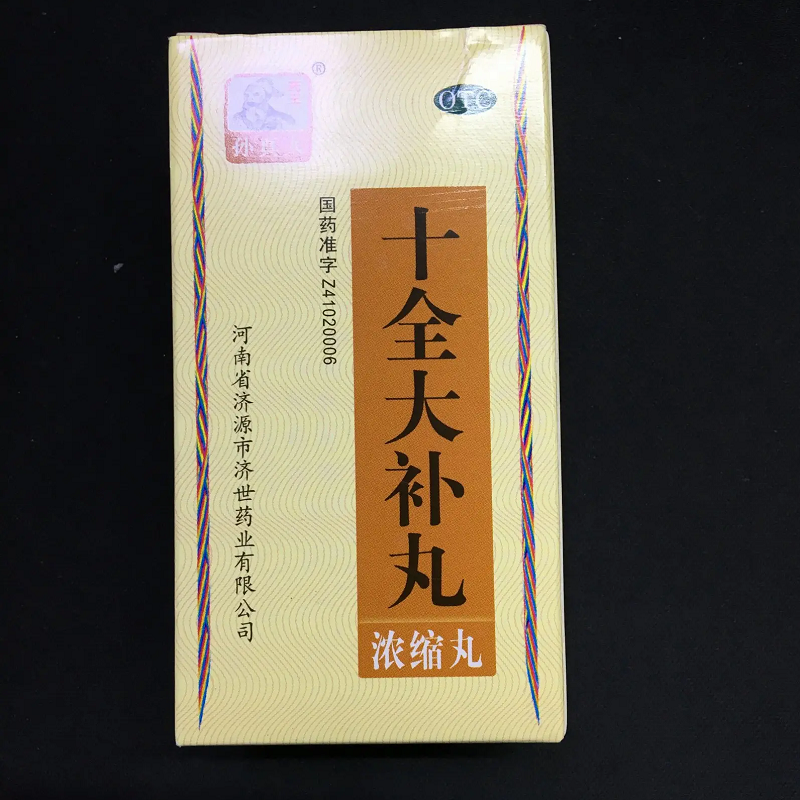 ®
OTC
十全大补丸
浓缩丸
国药准字 Z41020006
河南省济源市济世药业有限公司